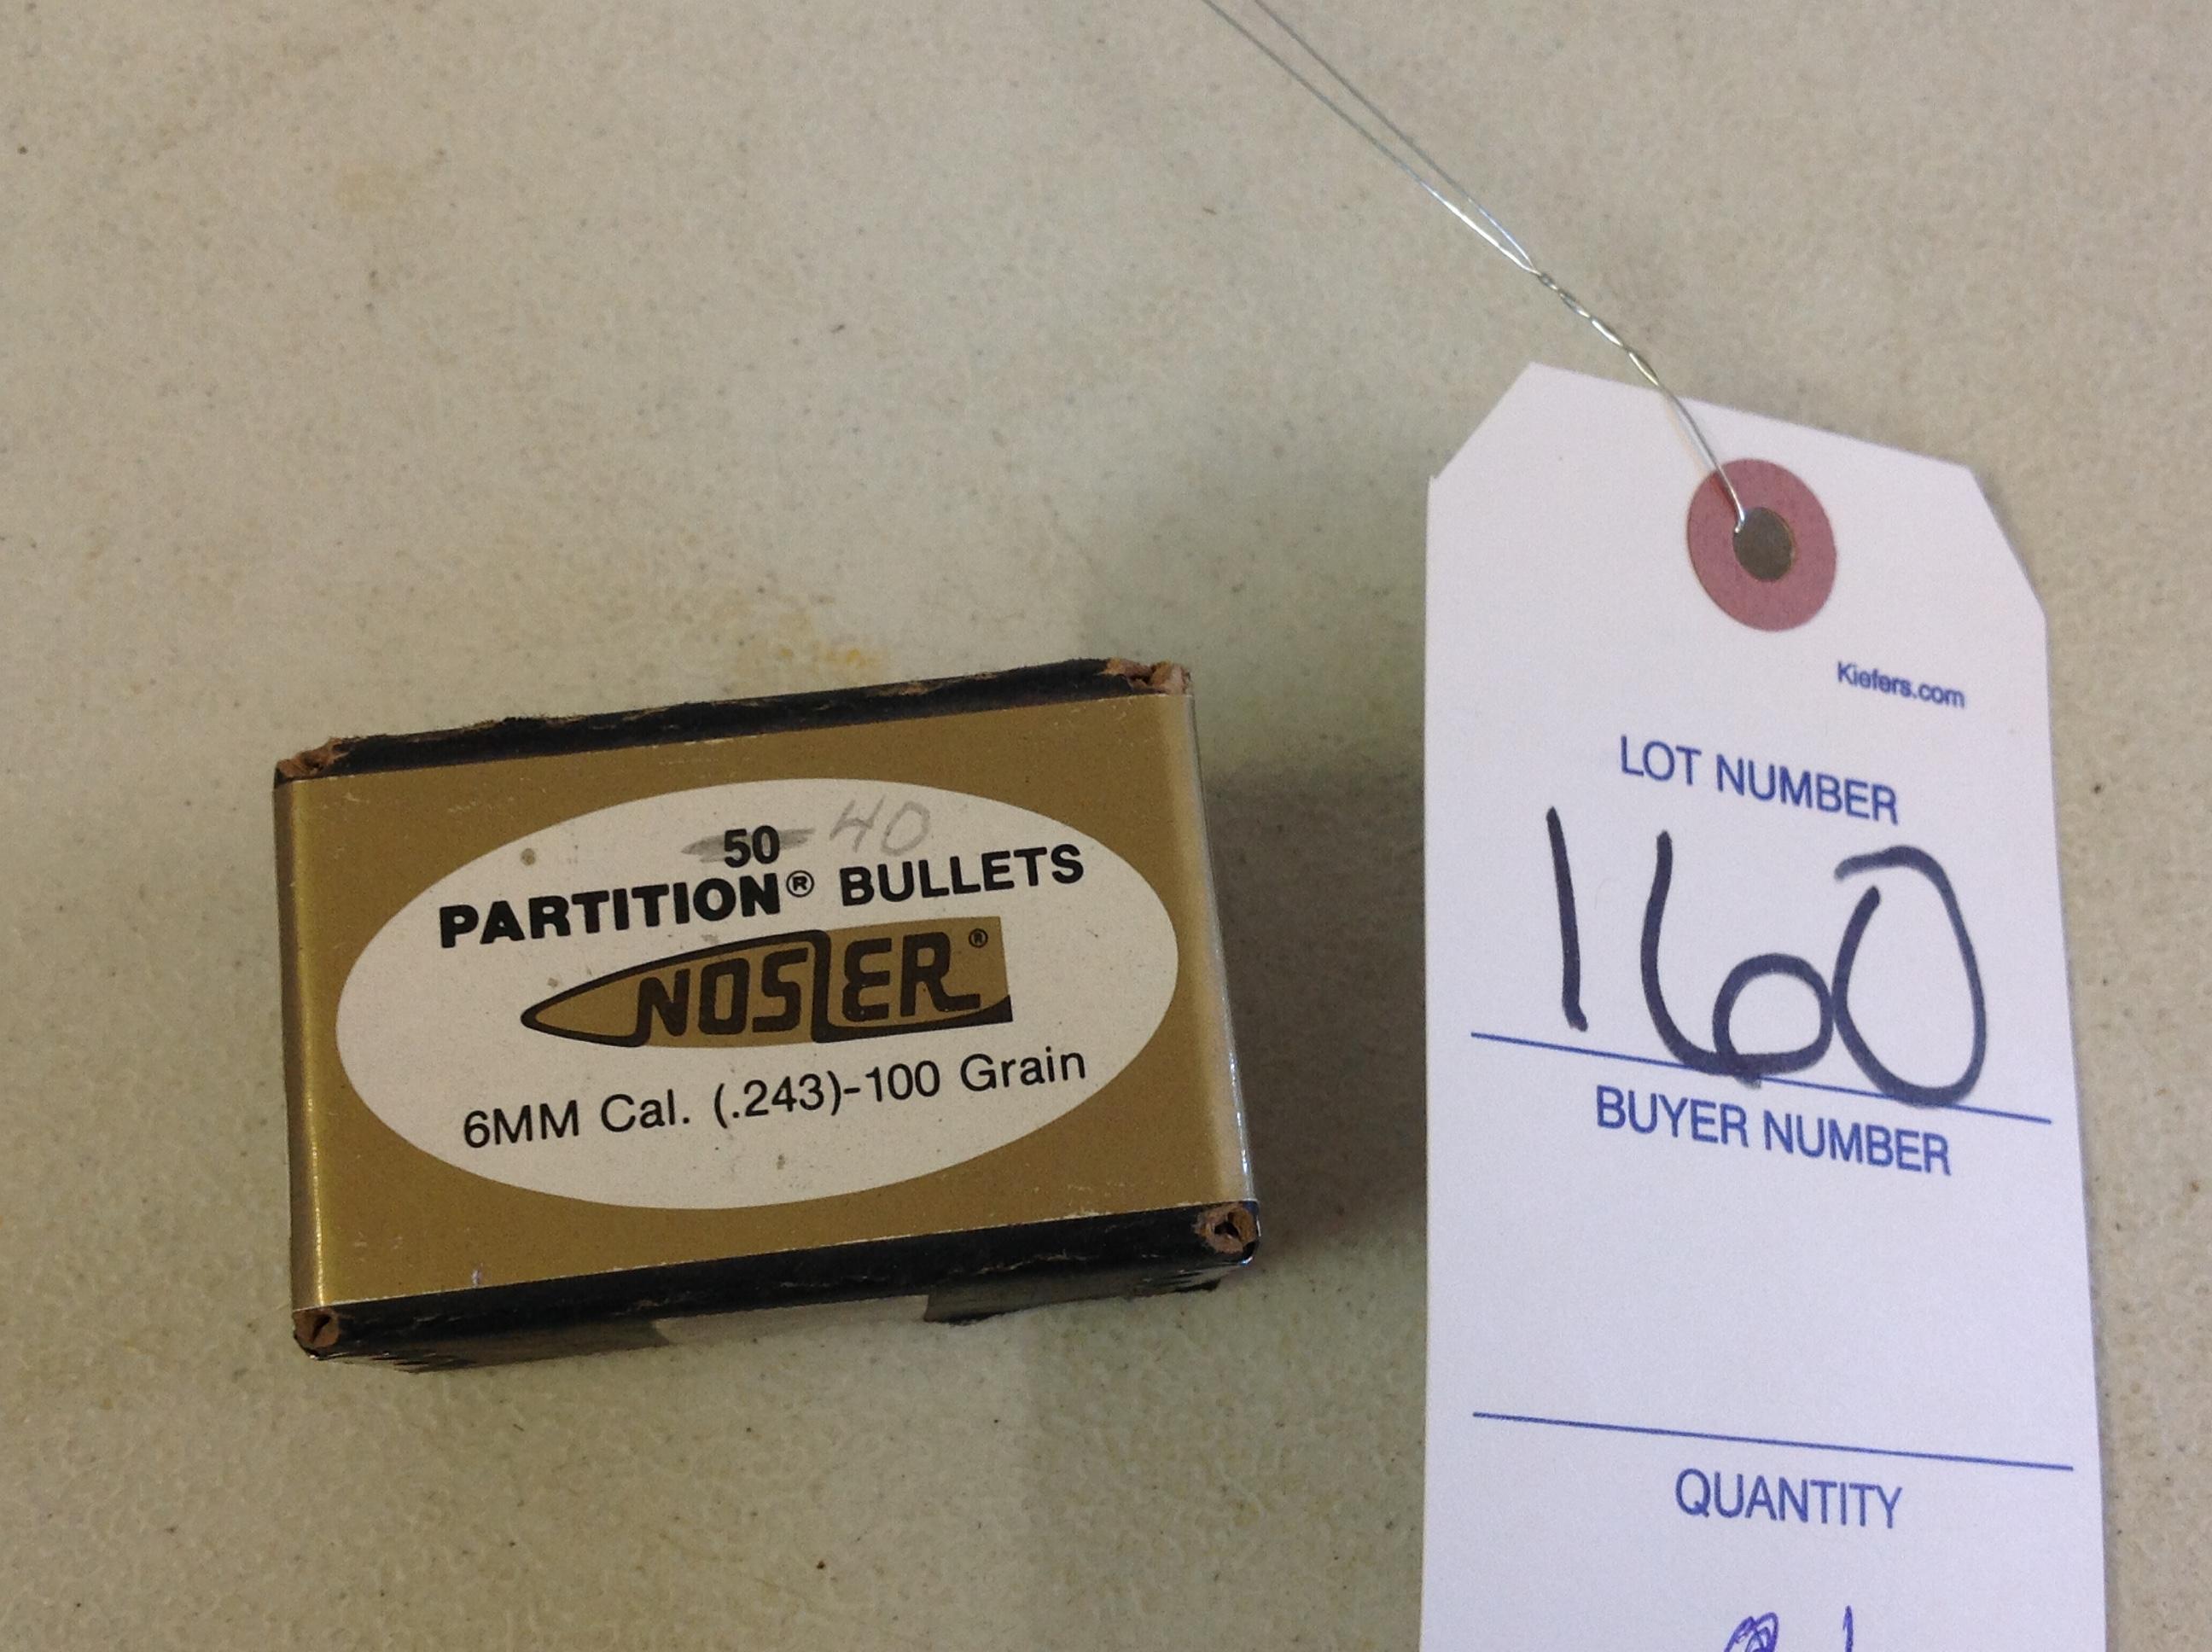 50 40
PARTITION® BULLETS
NOSLER®
6MM Cal. (.243)-100 Grain
Kiefers.com
LOT NUMBER
160
BUYER NUMBER
QUANTITY